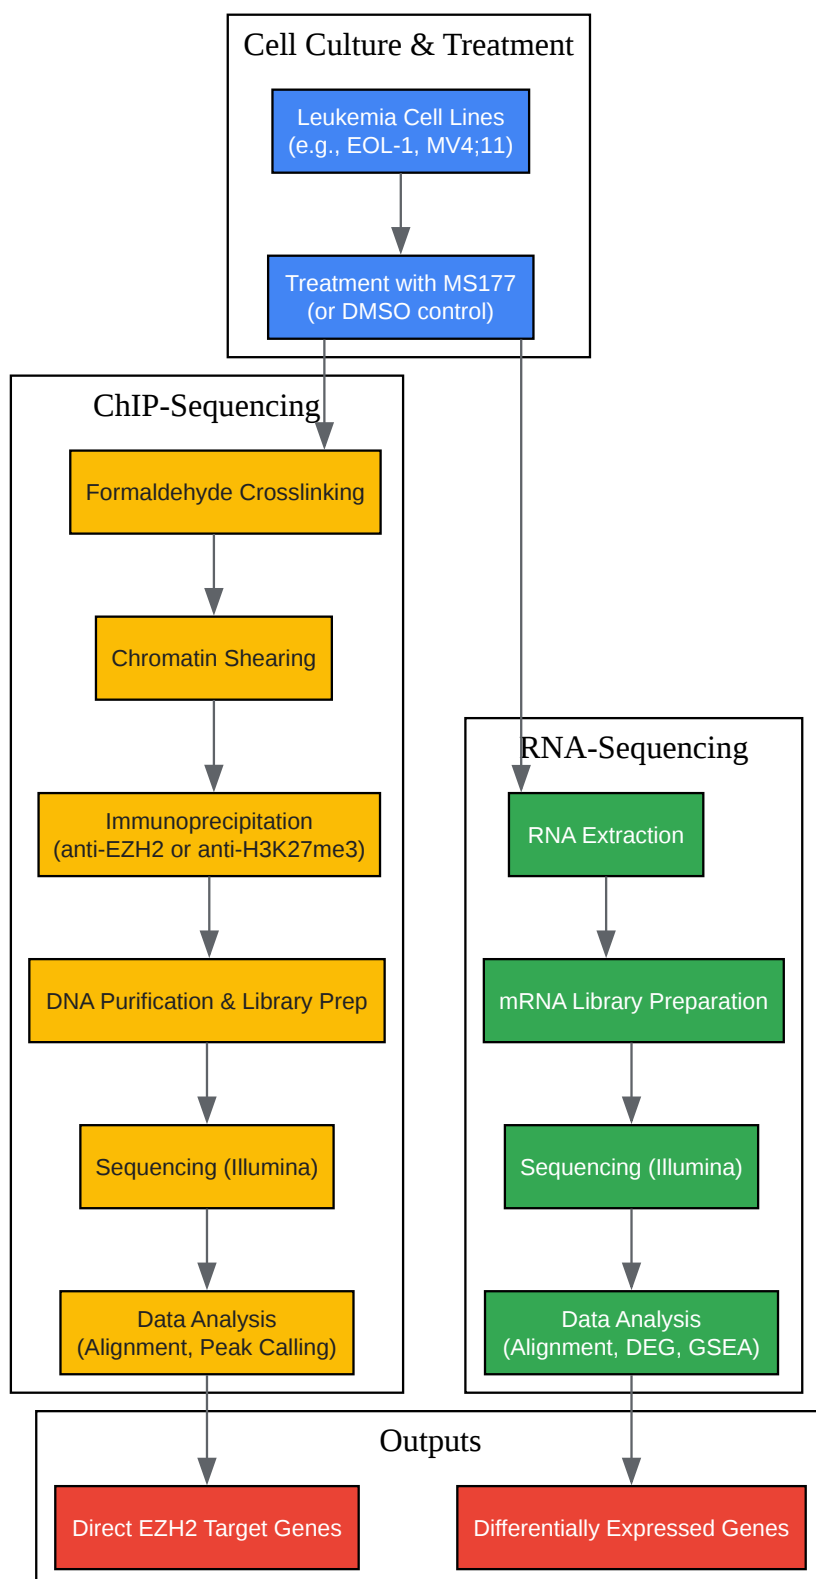 Cell Culture & Treatment
Leukemia Cell Lines
(e.g., EOL-1, MV4;11)
Treatment with MS177
(or DMSO control)
ChIP-Sequencing
Formaldehyde Crosslinking
Chromatin Shearing
Immunoprecipitation
(anti-EZH2 or anti-H3K27me3)
DNA Purification & Library Prep
Sequencing (Illumina)
Data Analysis
(Alignment, Peak Calling)
RNA-Sequencing
RNA Extraction
mRNA Library Preparation
Sequencing (Illumina)
Data Analysis
(Alignment, DEG, GSEA)
Outputs
Direct EZH2 Target Genes
Differentially Expressed Genes